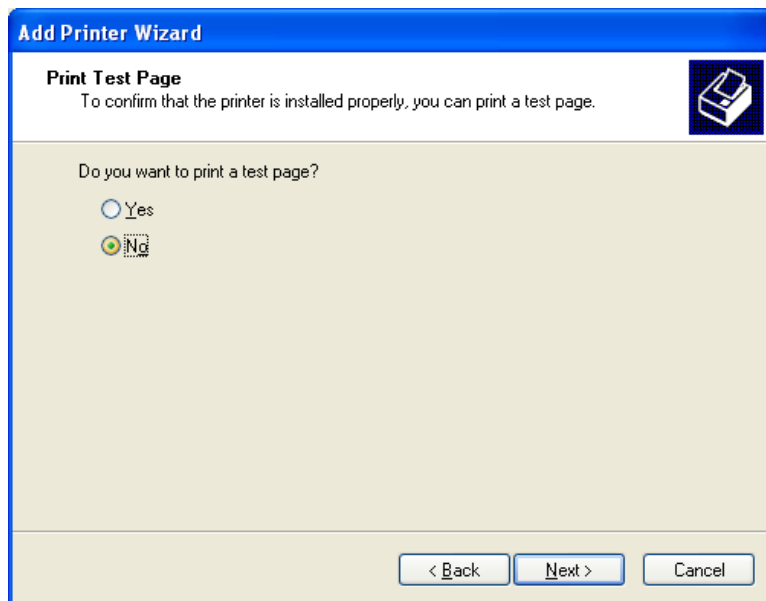 Add Printer Wizard
Print Test Page
To confirm that the printer is installed properly, you can print a test page.
Do you want to print a test page?
Yes
No
< Back
Next >
Cancel